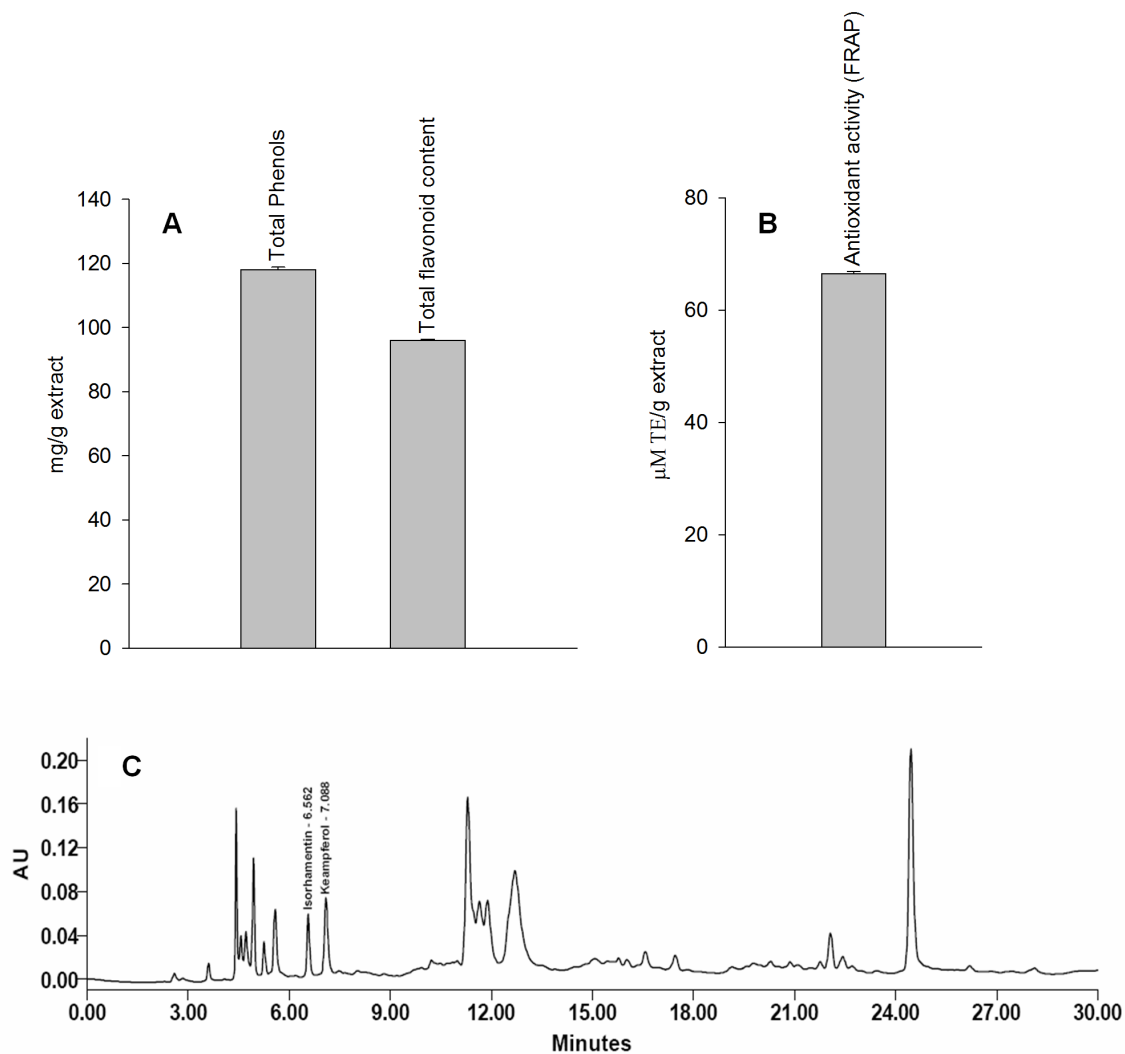 A
Total Phenols
Total flavonoid content
140
120
100
80
60
40
20
0
mg/g extract
B
Antioxidant activity (FRAP)
80
60
40
20
0
µM TE/g extract
C
0.20
0.16
0.12
0.08
0.04
0.00
AU
Isorhamentin - 6.562
Keampferol - 7.088
0.00 3.00 6.00 9.00 12.00 15.00 18.00 21.00 24.00 27.00 30.00
Minutes